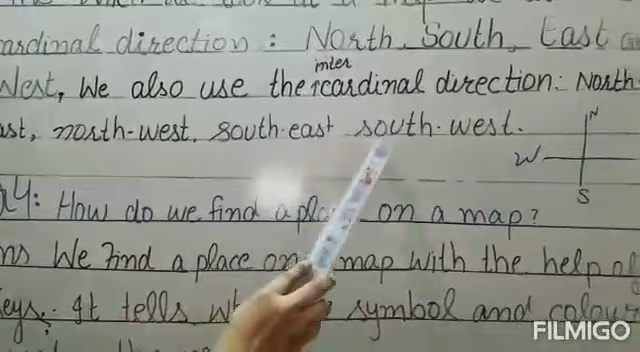 cardinal direction : North, South, East
West, We also use the inter cardinal direction: North-
east, north-west, south-east south-west.
N
W
S
Q4: How do we find a place on a map?
Ans We Find a place on map with the help of
keys. It tells symbol and colour
FILMIGO